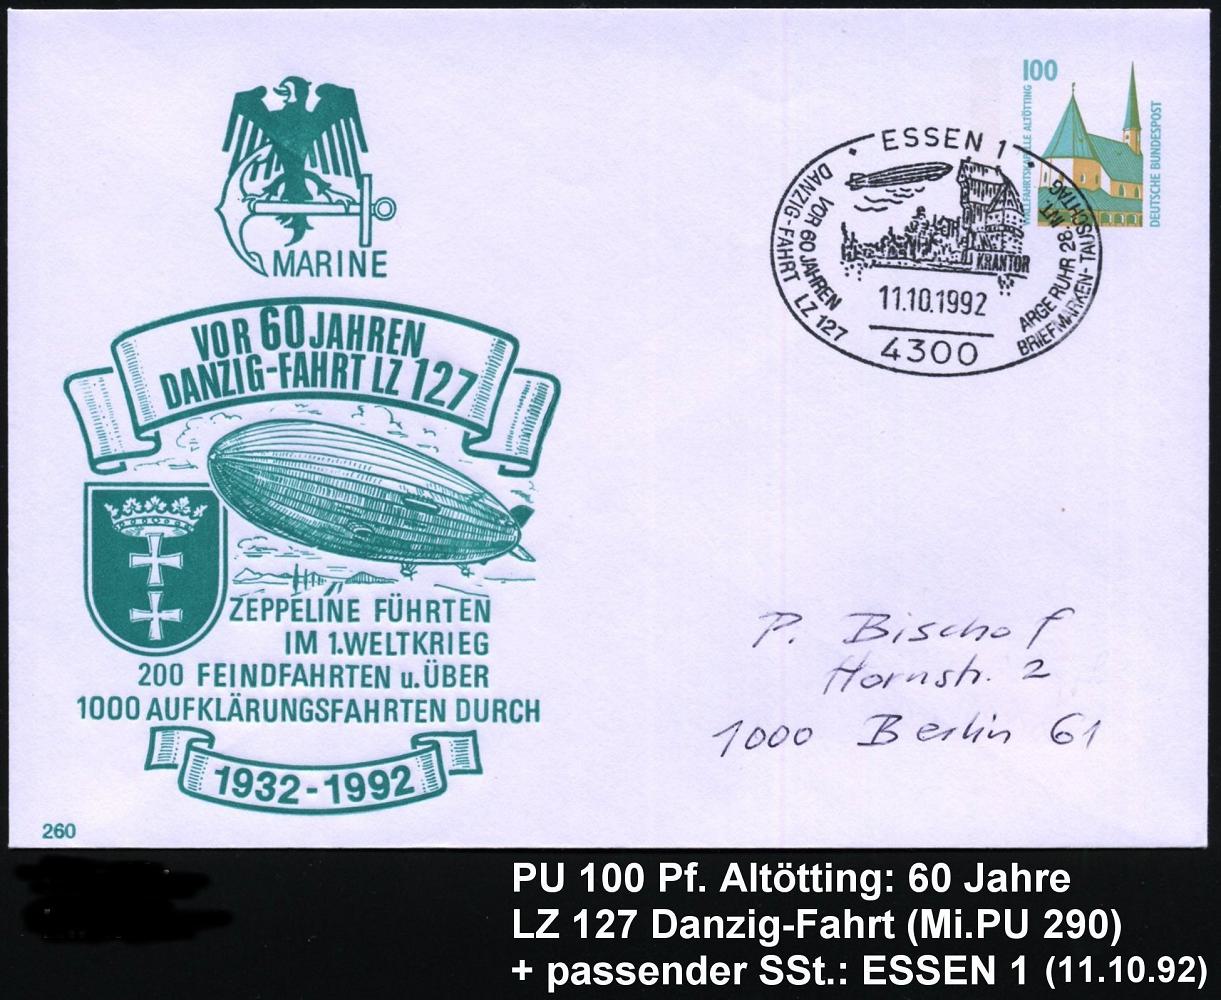 MARINE
VOR 60 JAHREN
DANZIG-FAHRT LZ 127
ZEPPELINE FÜHRTEN
IM 1.WELTKRIEG
200 FEINDFAHRTEN u.ÜBER
1000 AUFKLÄRUNGSFAHRTEN DURCH
1932-1992
260
100
WALLFAHRTSKAPELLE ALTÖTTING
DEUTSCHE BUNDESPOST
ESSEN 1
VOR 60 JAHREN
DANZIG-FAHRT LZ 127
KRANTOR
ARGE RUHR 28. INT.
BRIEFMARKEN-TAUSCHTAG
11.10.1992
4300
P. Bischof
Hornstr. 2
1000 Berlin 61
PU 100 Pf. Altötting: 60 Jahre
LZ 127 Danzig-Fahrt (Mi.PU 290)
+ passender SSt.: ESSEN 1 (11.10.92)